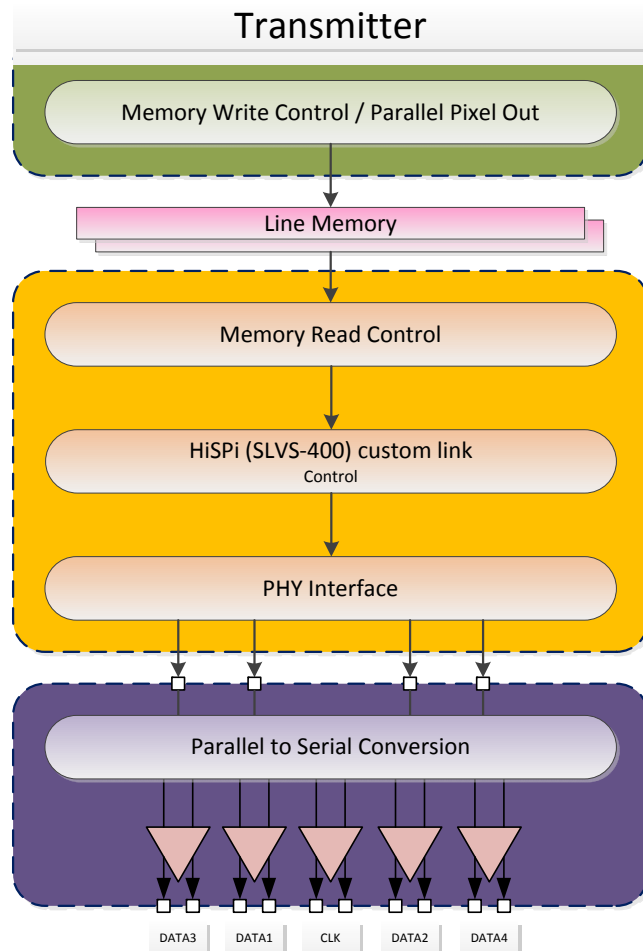 Transmitter
Memory Write Control / Parallel Pixel Out
Line Memory
Memory Read Control
HiSPi (SLVS-400) custom link
Control
PHY Interface
Parallel to Serial Conversion
DATA3 DATA1 CLK DATA2 DATA4